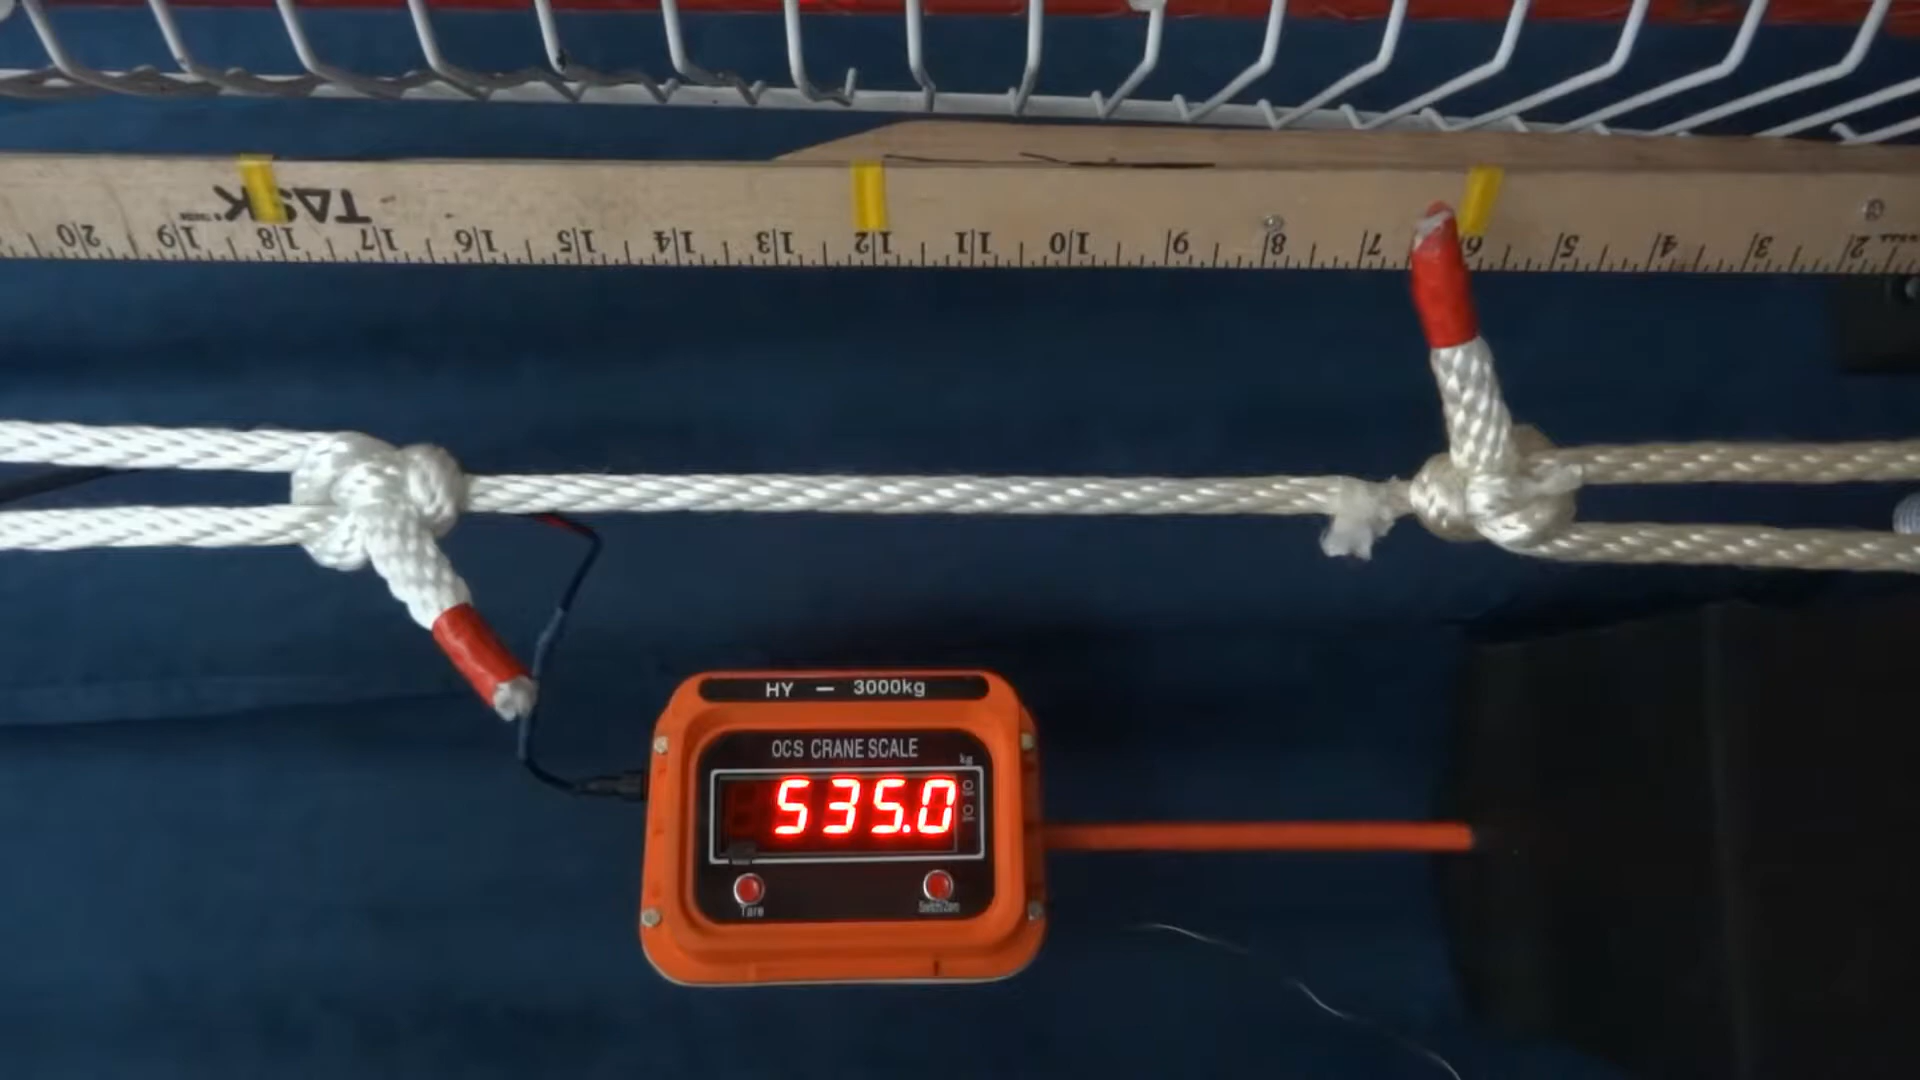 TASK
20 19 18 17 16 15 14 13 12 11 10 9 8 7 6 5 4 3 2
HY — 3000kg
OCS CRANE SCALE
kg
535.0
Tare